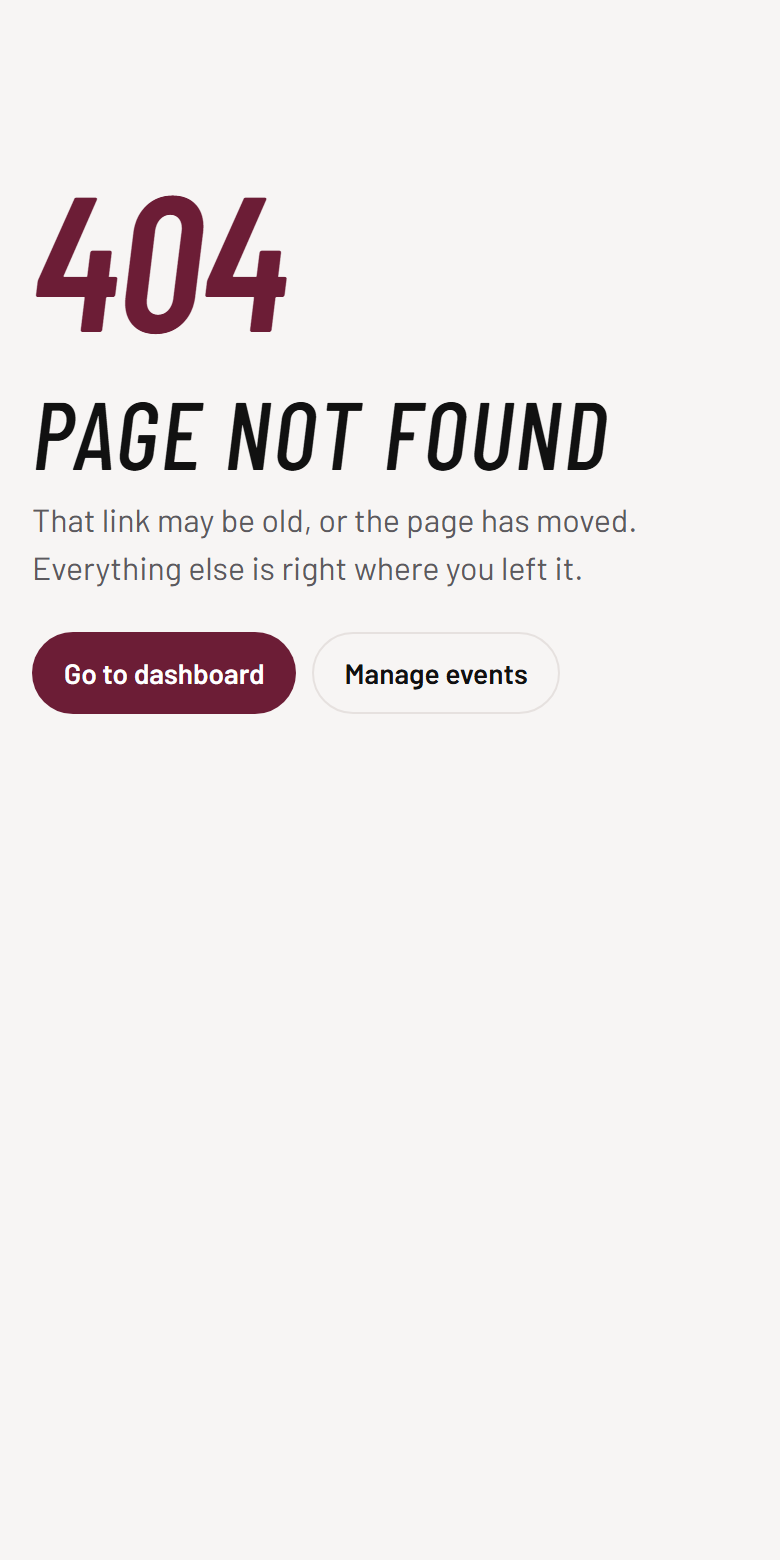 404
PAGE NOT FOUND
That link may be old, or the page has moved.
Everything else is right where you left it.
Go to dashboard
Manage events